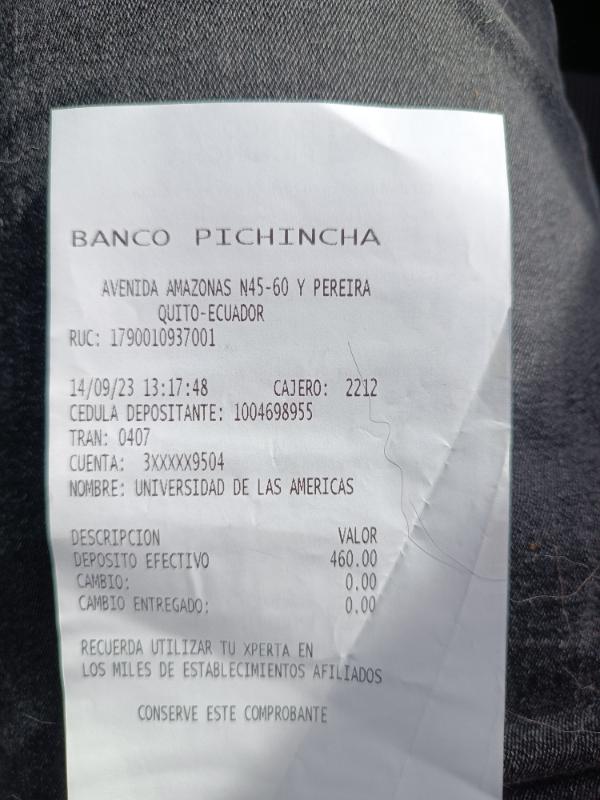 BANCO PICHINCHA
AVENIDA AMAZONAS N45-60 Y PEREIRA
QUITO-ECUADOR
RUC: 1790010937001
14/09/23 13:17:48 CAJERO: 2212
CEDULA DEPOSITANTE: 1004698955
TRAN: 0407
CUENTA: 3XXXXX9504
NOMBRE: UNIVERSIDAD DE LAS AMERICAS
DESCRIPCION VALOR
DEPOSITO EFECTIVO 460.00
CAMBIO: 0.00
CAMBIO ENTREGADO: 0.00
RECUERDA UTILIZAR TU XPERTA EN
LOS MILES DE ESTABLECIMIENTOS AFILIADOS
CONSERVE ESTE COMPROBANTE